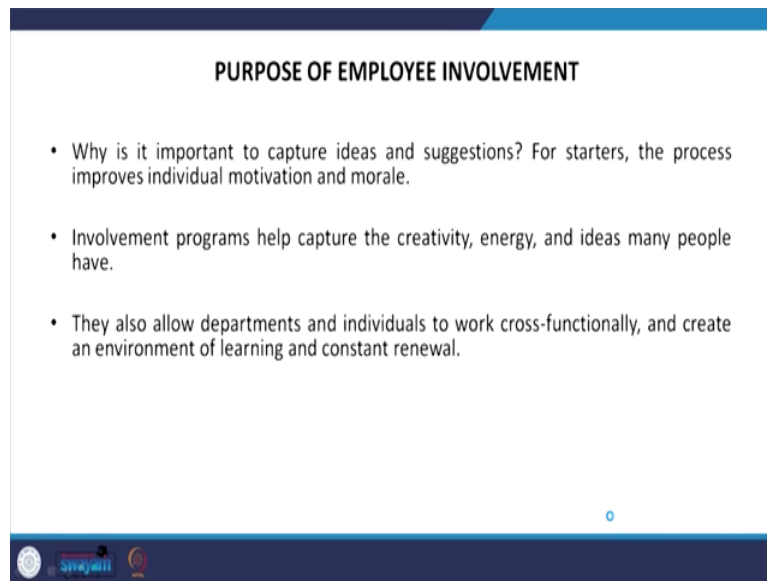 PURPOSE OF EMPLOYEE INVOLVEMENT
• Why is it important to capture ideas and suggestions? For starters, the process
improves individual motivation and morale.
• Involvement programs help capture the creativity, energy, and ideas many people
have.
• They also allow departments and individuals to work cross-functionally, and create
an environment of learning and constant renewal.
swayam